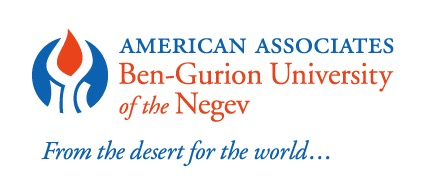 AMERICAN ASSOCIATES
Ben-Gurion University
of the Negev
From the desert for the world...